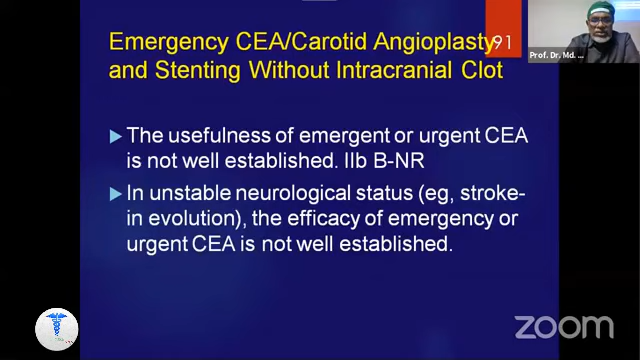 Emergency CEA/Carotid Angioplasty
91
and Stenting Without Intracranial Clot
Prof. Dr. Md. ...
The usefulness of emergent or urgent CEA
is not well established. IIb B-NR
In unstable neurological status (eg, stroke-
in evolution), the efficacy of emergency or
urgent CEA is not well established.
zoom